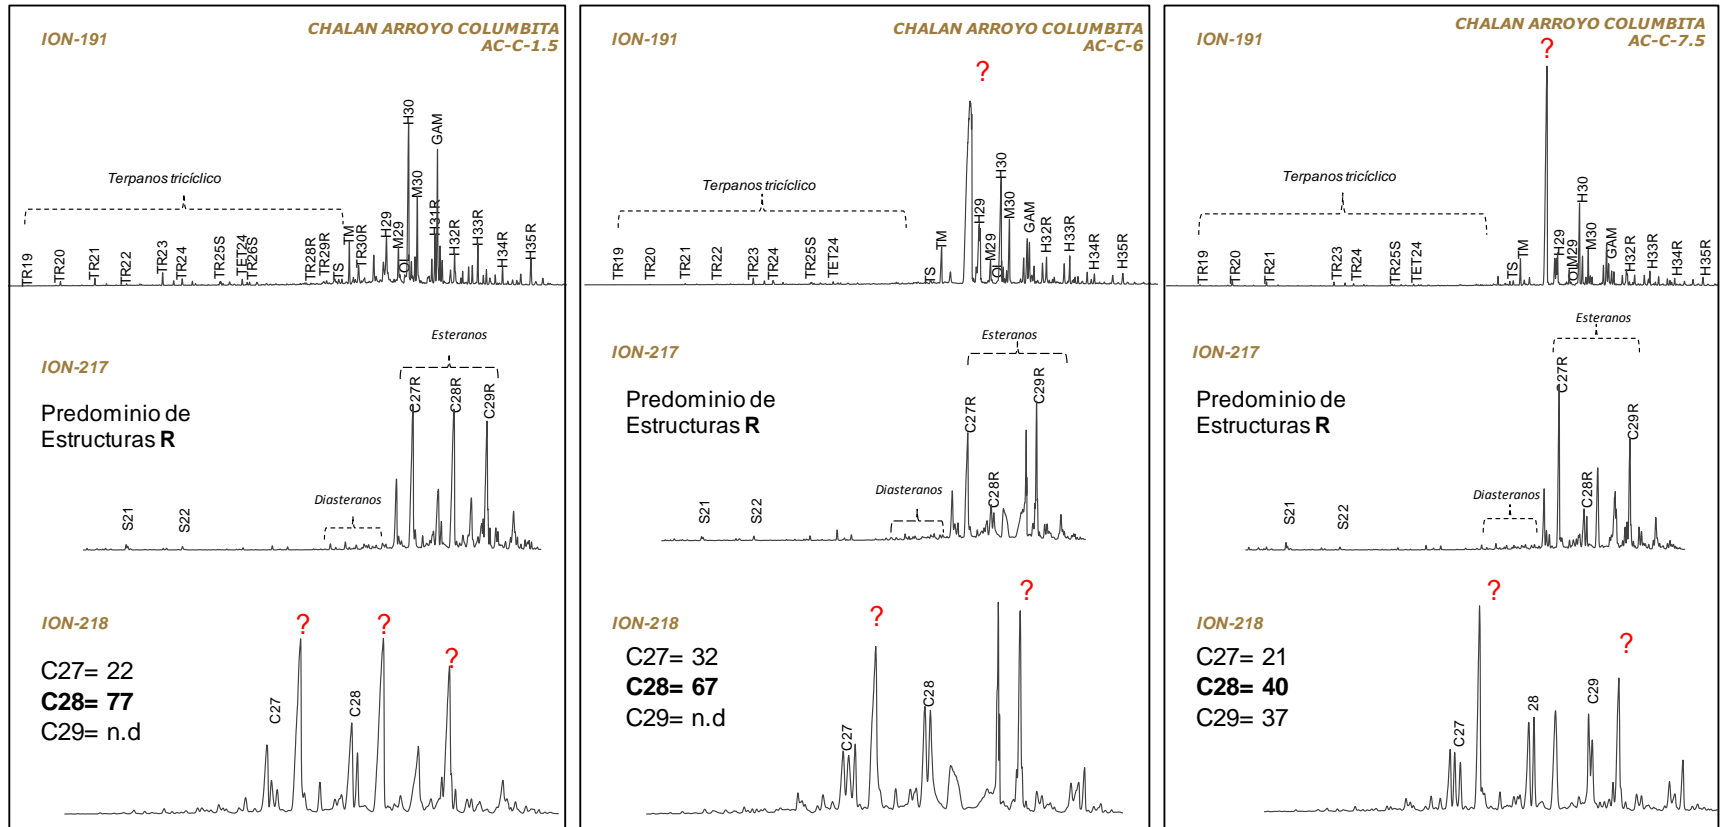 ION-191
CHALAN ARROYO COLUMBITA
AC-C-1.5
Terpanos tricíclico
TR19
TR20
TR21
TR22
TR23
TR24
TR25S
TET24
TR26S
TR28R
TR29R
TS
TM
TR30R
H29
M29
OL
H30
M30
H31R
GAM
H32R
H33R
H34R
H35R
ION-217
Esteranos
Predominio de
Estructuras R
S21
S22
Diasteranos
C27R
C28R
C29R
ION-218
C27= 22
C28= 77
C29= n.d
C27
?
C28
?
?
ION-191
CHALAN ARROYO COLUMBITA
AC-C-6
?
Terpanos tricíclico
TR19
TR20
TR21
TR22
TR23
TR24
TR25S
TET24
TS
TM
H29
M29
OL
H30
M30
GAM
H32R
H33R
H34R
H35R
ION-217
Esteranos
Predominio de
Estructuras R
S21
S22
Diasteranos
C27R
C28R
C29R
ION-218
C27= 32
C28= 67
C29= n.d
C27
?
C28
?
ION-191
CHALAN ARROYO COLUMBITA
AC-C-7.5
?
Terpanos tricíclico
TR19
TR20
TR21
TR23
TR24
TR25S
TET24
TS
TM
H29
OL
M29
H30
M30
GAM
H32R
H33R
H34R
H35R
ION-217
Esteranos
Predominio de
Estructuras R
S21
S22
Diasteranos
C27R
C28R
C29R
ION-218
C27= 21
C28= 40
C29= 37
C27
?
28
C29
?